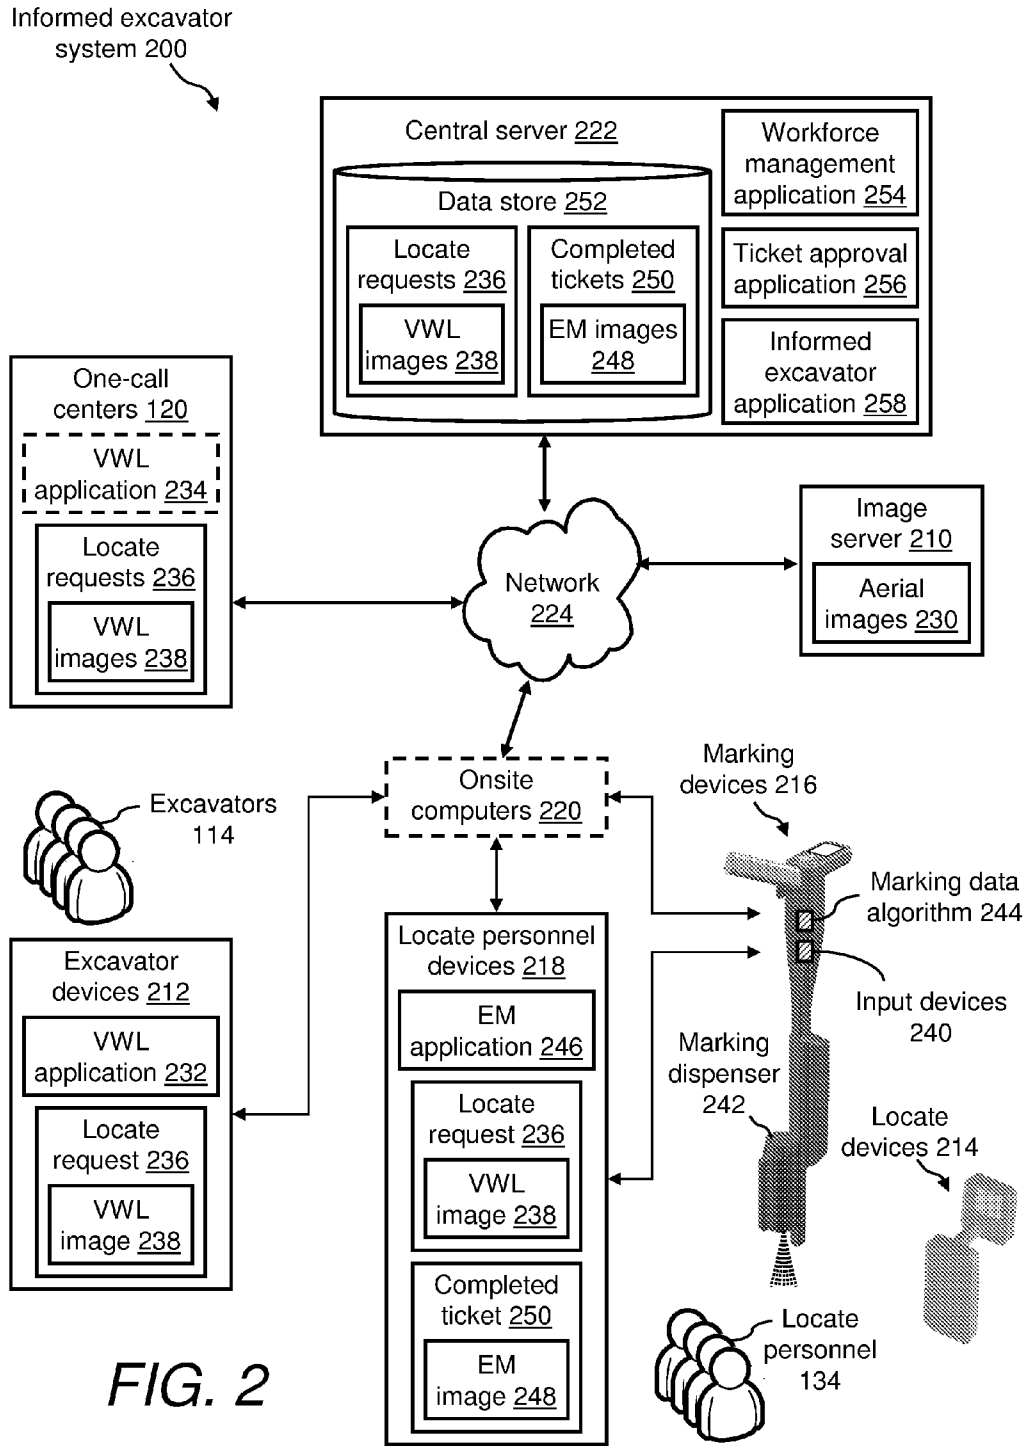 Informed excavator
system 200
Central server 222
Data store 252
Locate
requests 236
VWL
images 238
Completed
tickets 250
EM images
248
Workforce
management
application 254
Ticket approval
application 256
Informed
excavator
application 258
One-call
centers 120
VWL
application 234
Locate
requests 236
VWL
images 238
Network
224
Image
server 210
Aerial
images 230
Onsite
computers 220
Marking
devices 216
Excavators
114
Marking data
algorithm 244
Input devices
240
Excavator
devices 212
VWL
application 232
Locate
request 236
VWL
image 238
Locate personnel
devices 218
EM
application 246
Locate
request 236
VWL
image 238
Completed
ticket 250
EM
image 248
Marking
dispenser
242
Locate
devices 214
Locate
personnel
134
FIG. 2